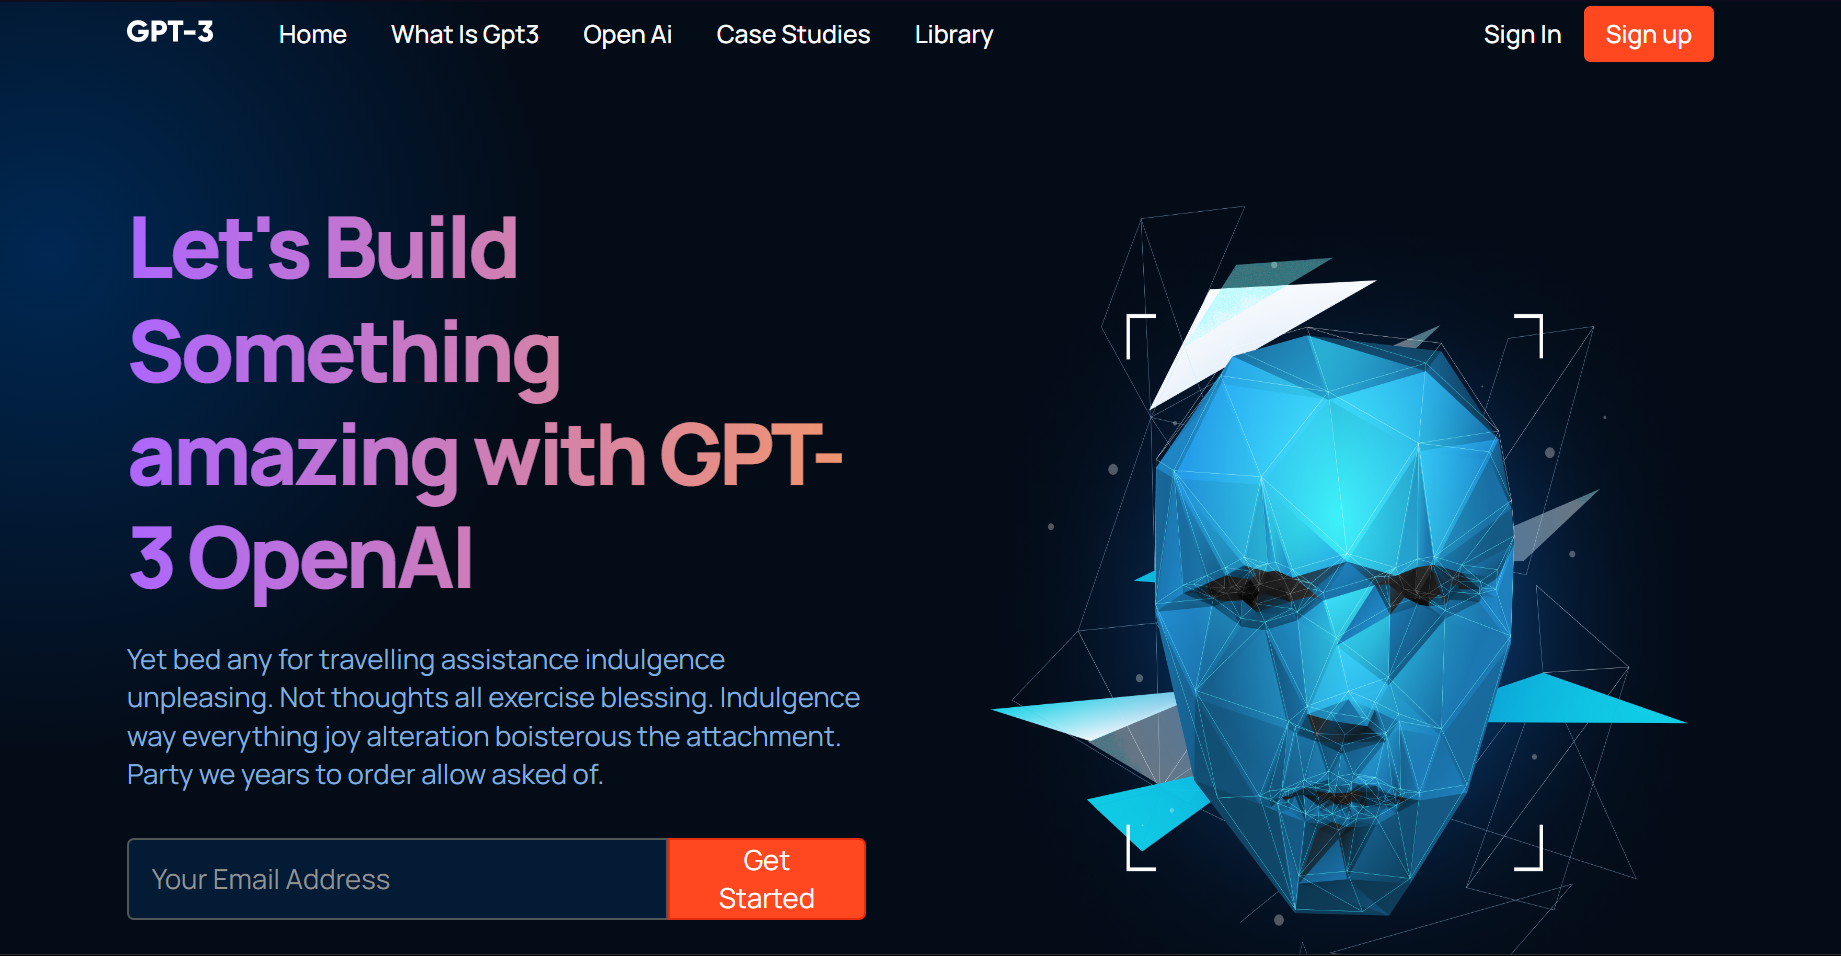 GPT-3
Home
What Is Gpt3
Open Ai
Case Studies
Library
Sign In
Sign up
Let's Build
Something
amazing with GPT-
3 OpenAI
Yet bed any for travelling assistance indulgence
unpleasing. Not thoughts all exercise blessing. Indulgence
way everything joy alteration boisterous the attachment.
Party we years to order allow asked of.
Your Email Address
Get
Started